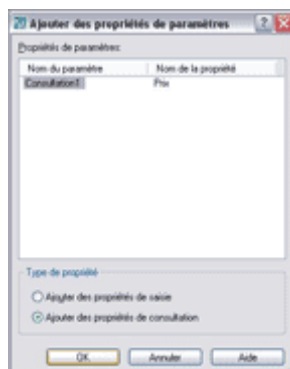 Ajouter des propriétés de paramètres
Propriétés de paramètres:
Nom du paramètre Nom de la propriété
Consultation1 Prix
Type de propriété
Ajouter des propriétés de saisie
Ajouter des propriétés de consultation
OK Annuler Aide